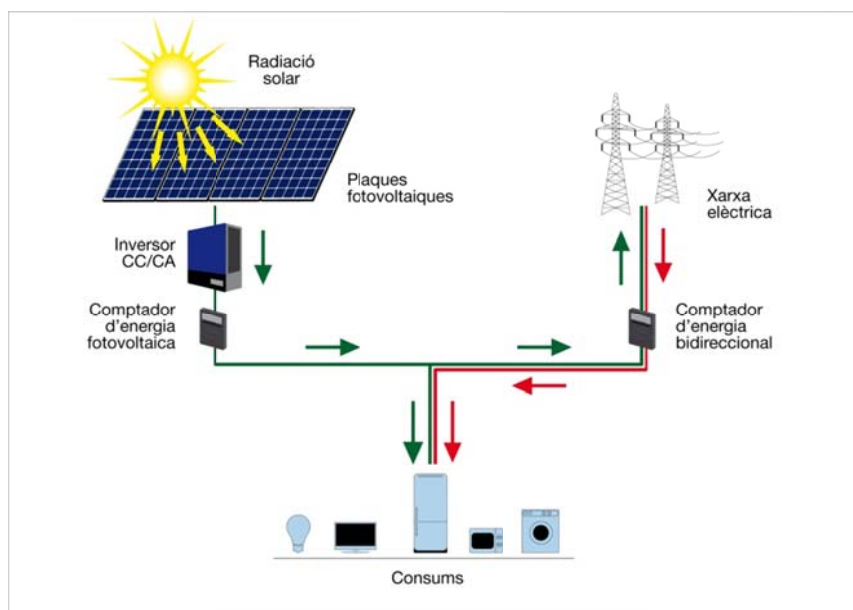 Radiació
solar
Plaques
fotovoltaiques
Xarxa
elèctrica
Inversor
CC/CA
Comptador
d'energia
fotovoltaica
Comptador
d'energia
bidireccional
Consums